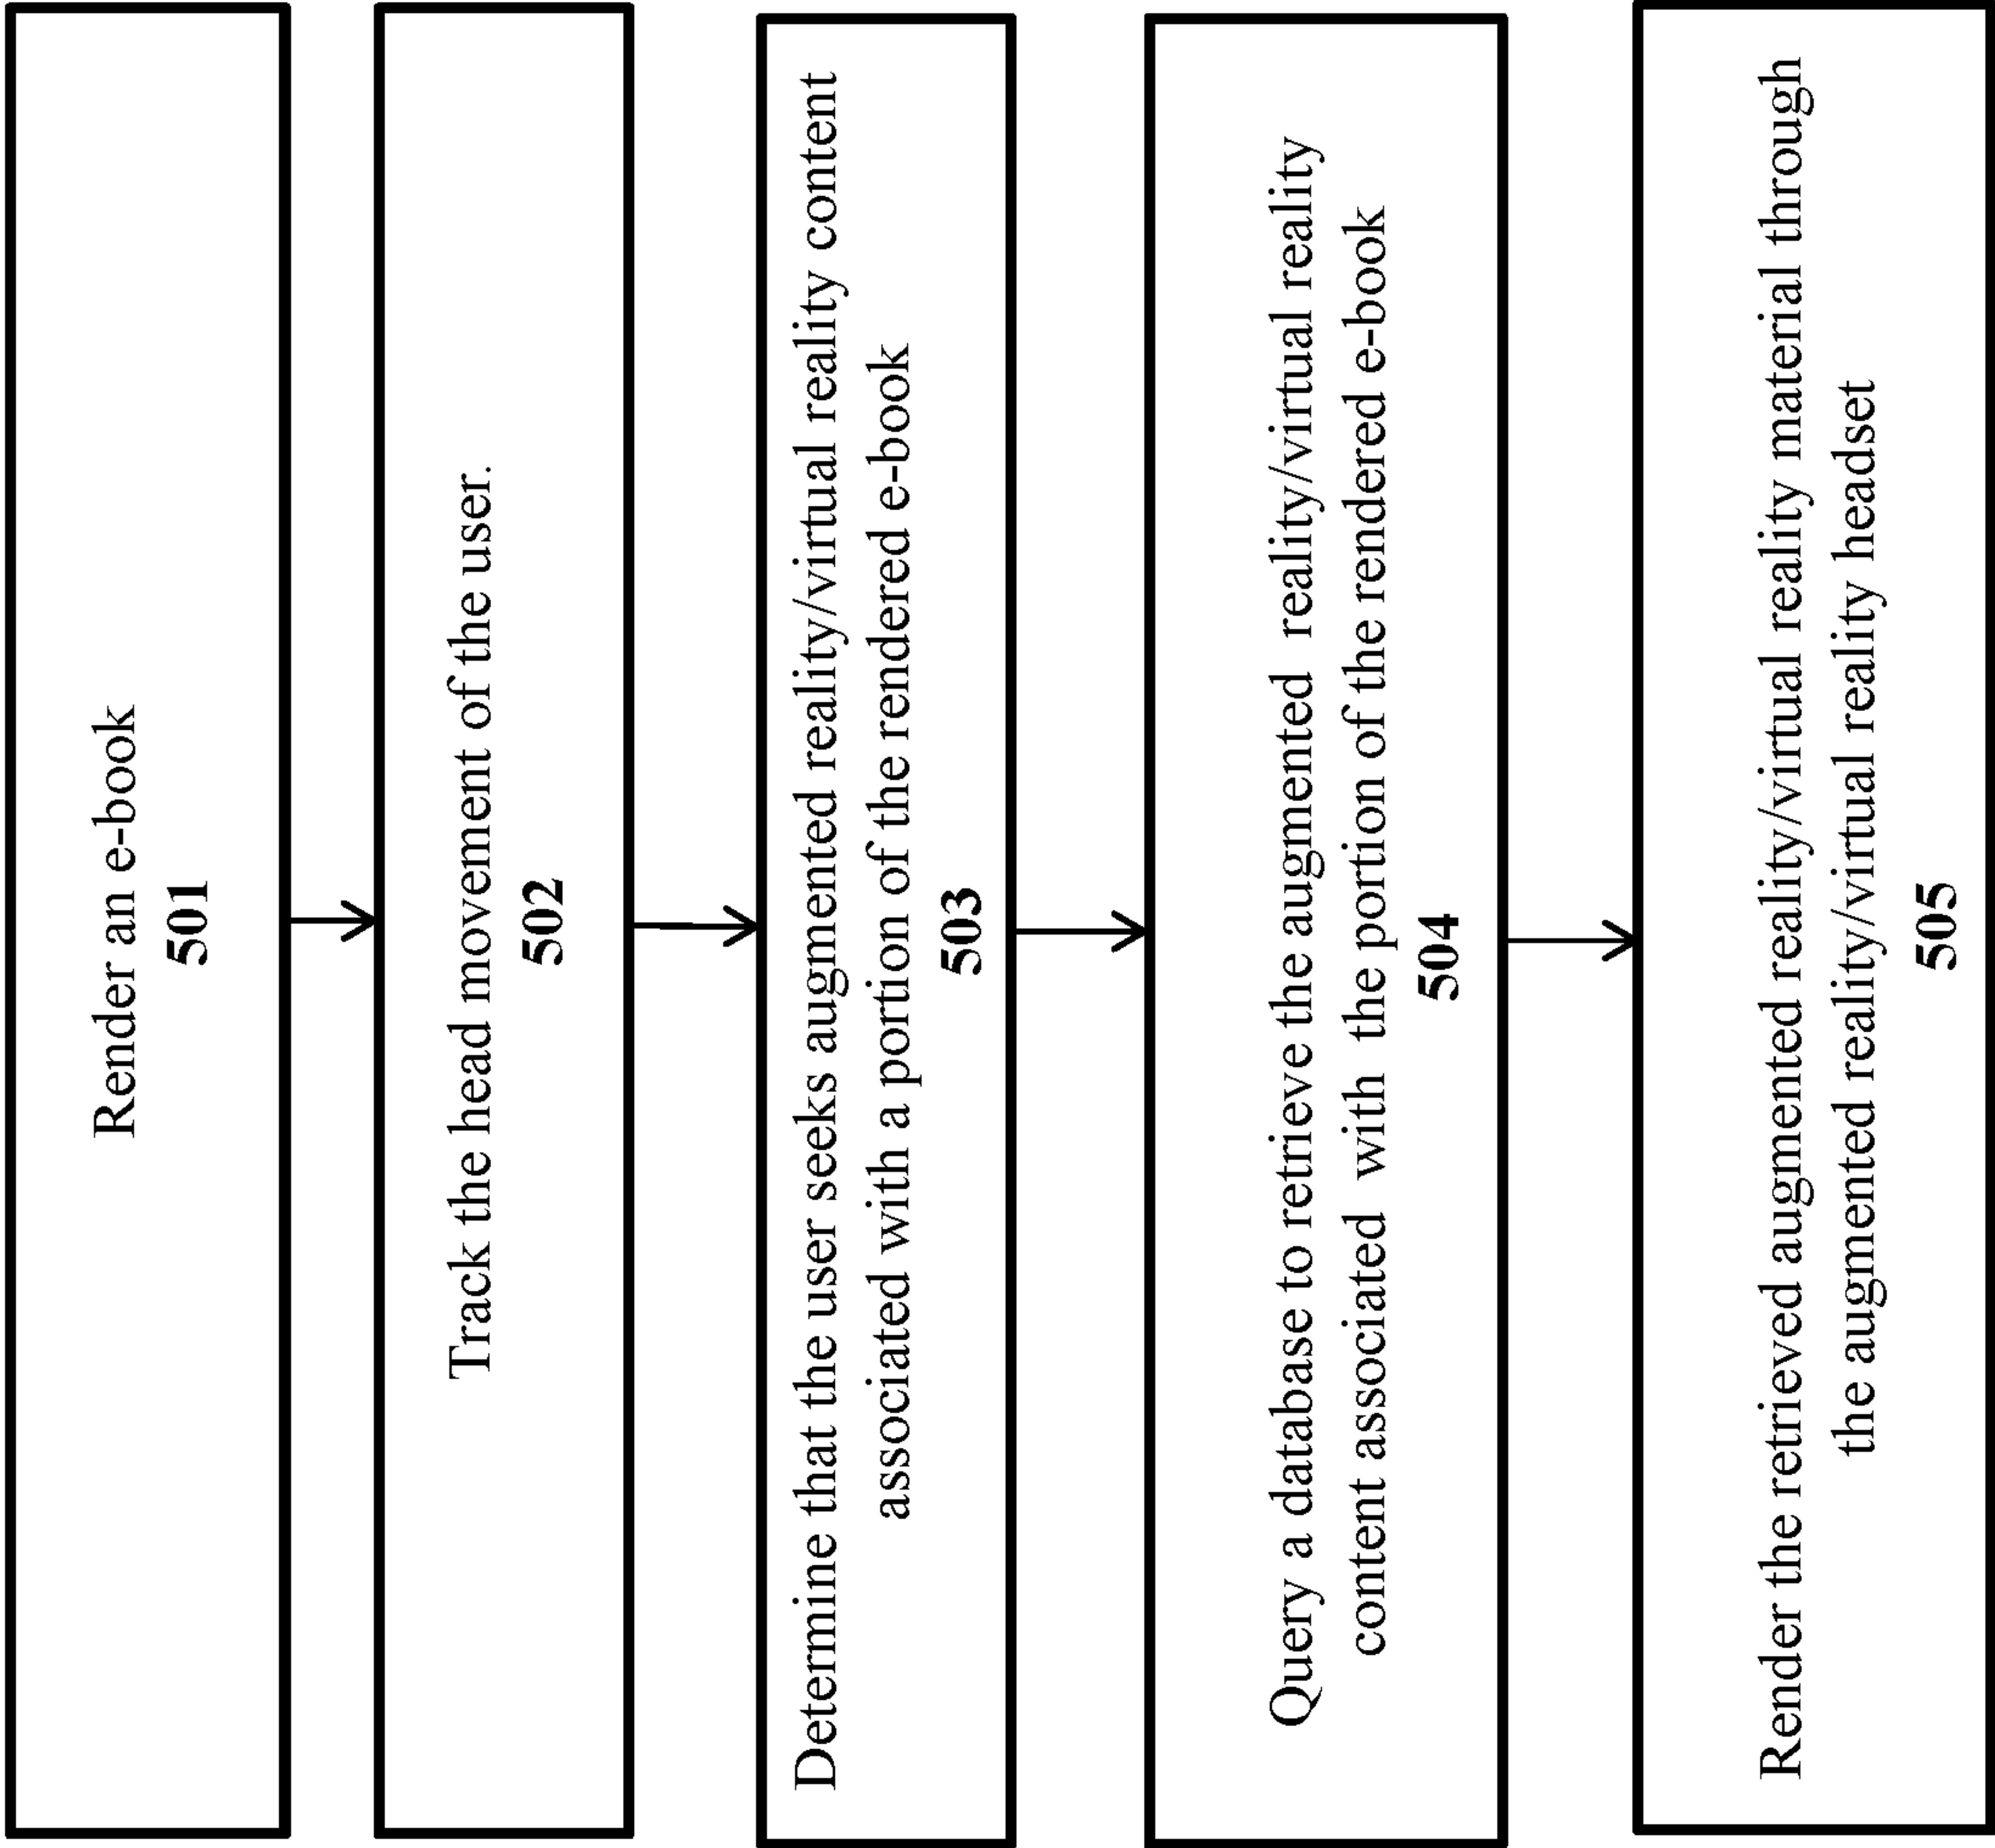 Render an e-book
501
Track the head movement of the user.
502
Determine that the user seeks augmented reality/virtual reality content
associated with a portion of the rendered e-book
503
Query a database to retrieve the augmented reality/virtual reality
content associated with the portion of the rendered e-book
504
Render the retrieved augmented reality/virtual reality material through
the augmented reality/virtual reality headset
505